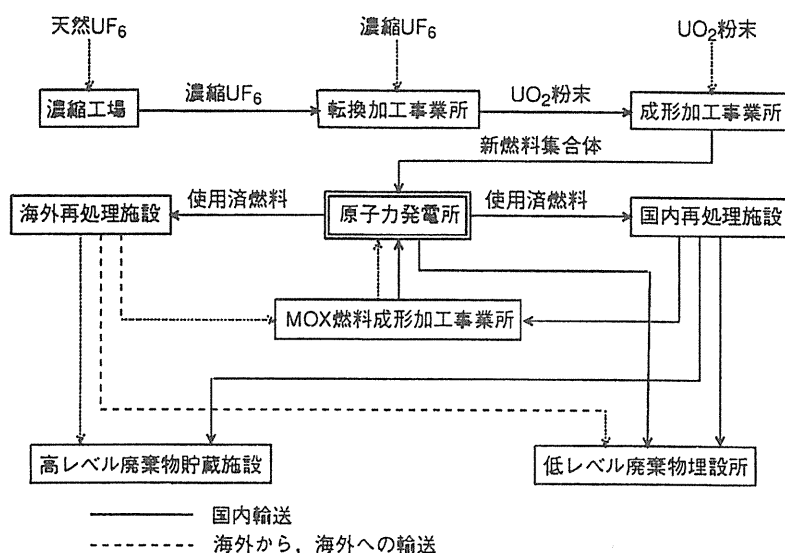 天然UF₆
濃縮UF₆
UO₂粉末
濃縮工場
濃縮UF₆
転換加工事業所
UO₂粉末
成形加工事業所
新燃料集合体
海外再処理施設
使用済燃料
原子力発電所
使用済燃料
国内再処理施設
MOX燃料成形加工事業所
高レベル廃棄物貯蔵施設
低レベル廃棄物埋設所
国内輸送
海外から，海外への輸送